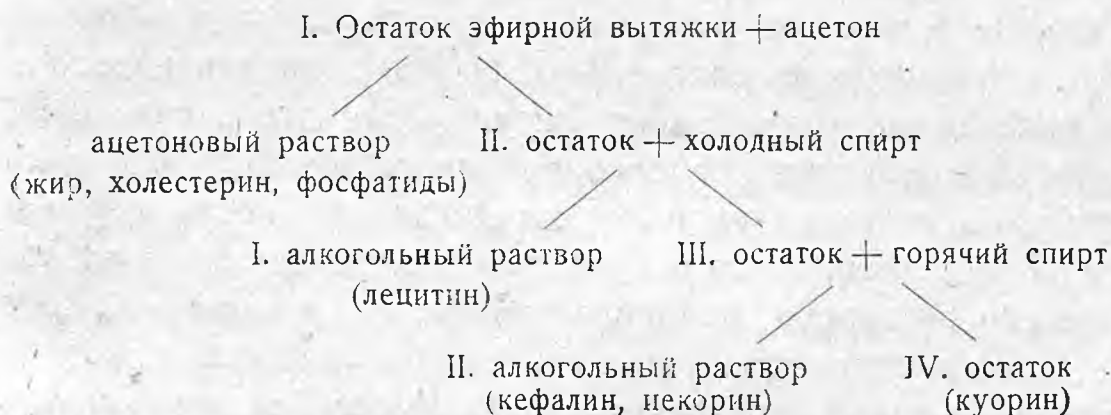 I. Остаток эфирной вытяжки + ацетон
ацетоновый раствор II. остаток + холодный спирт
(жир, холестерин, фосфатиды)
I. алкогольный раствор III. остаток + горячий спирт
(лецитин)
II. алкогольный раствор IV. остаток
(кефалин, некорин) (куорин)